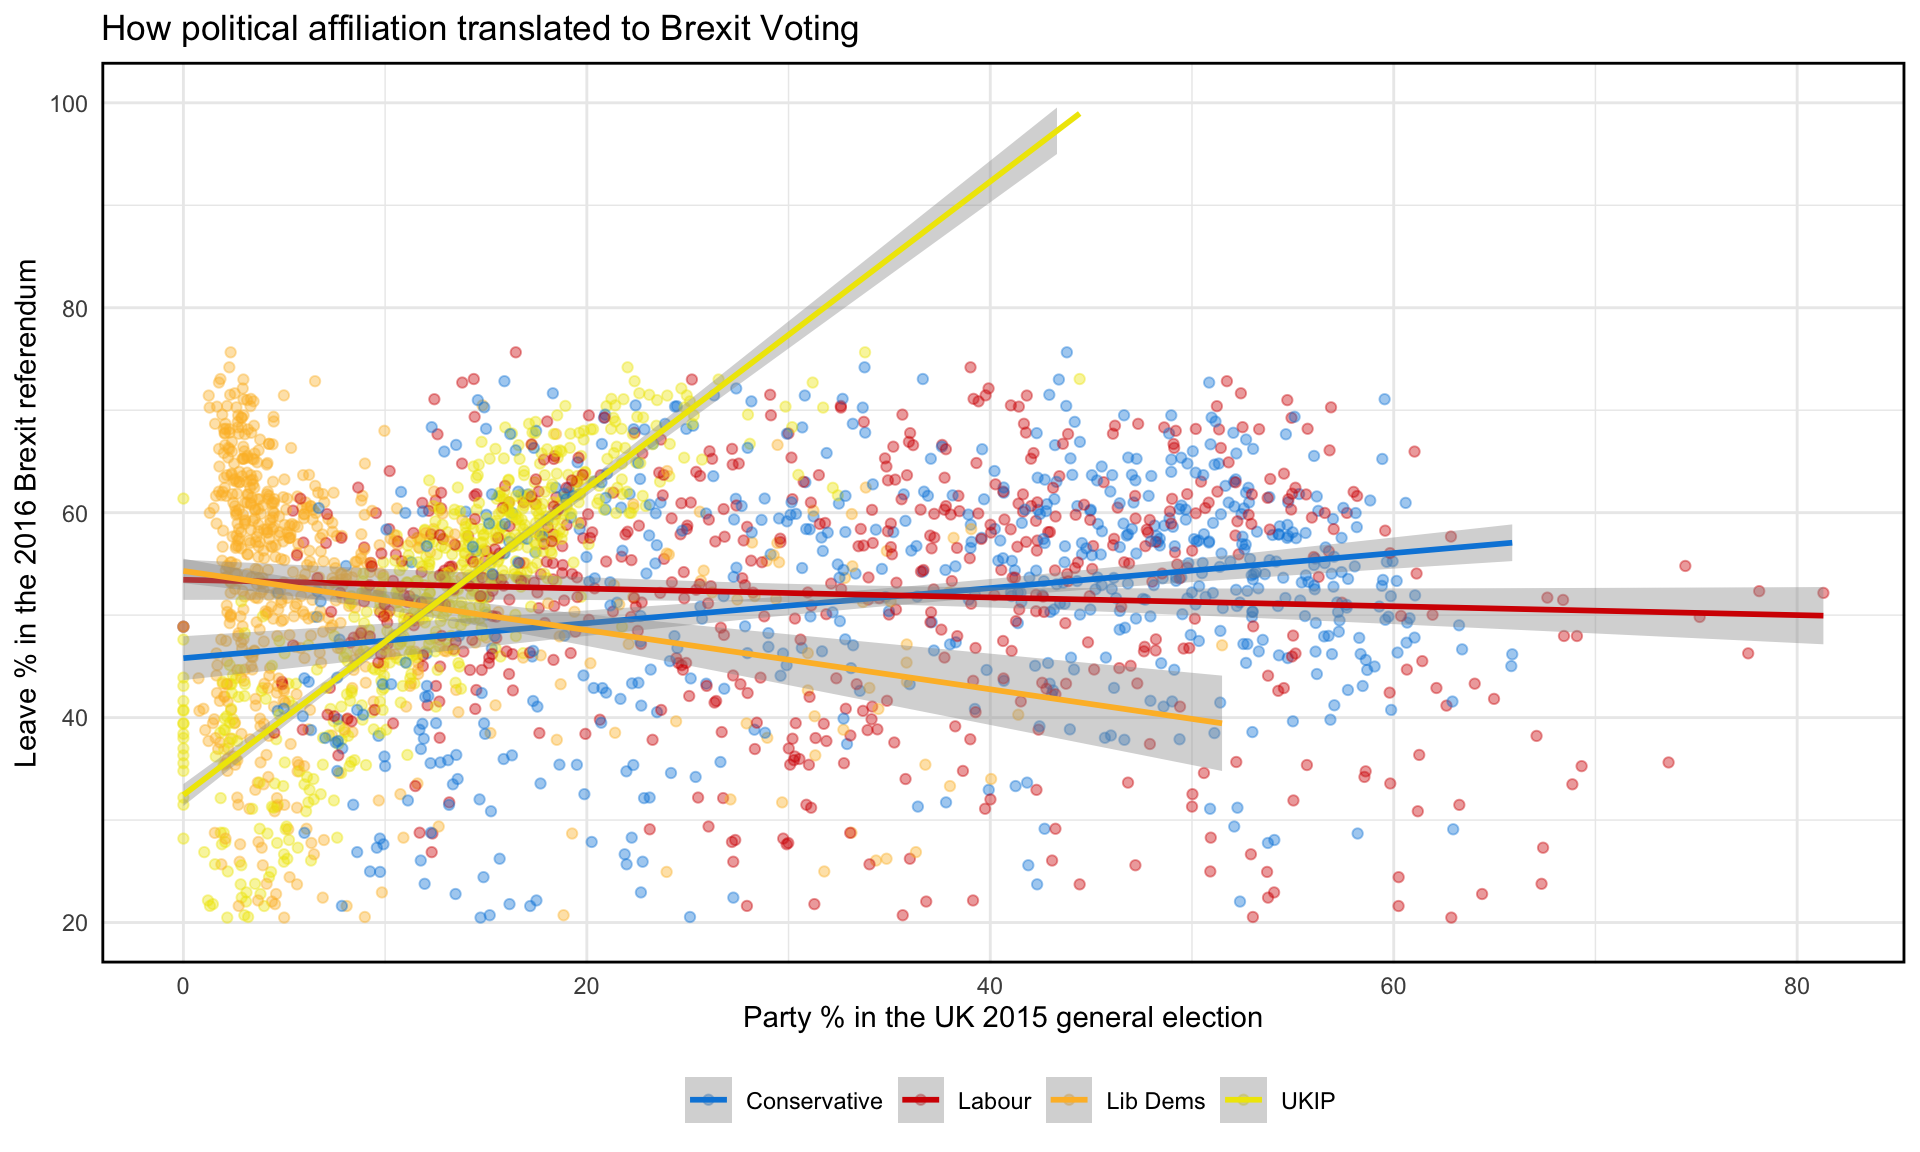 How political affiliation translated to Brexit Voting
100
80
60
40
20
Leave % in the 2016 Brexit referendum
0 20 40 60 80
Party % in the UK 2015 general election
Conservative Labour Lib Dems UKIP